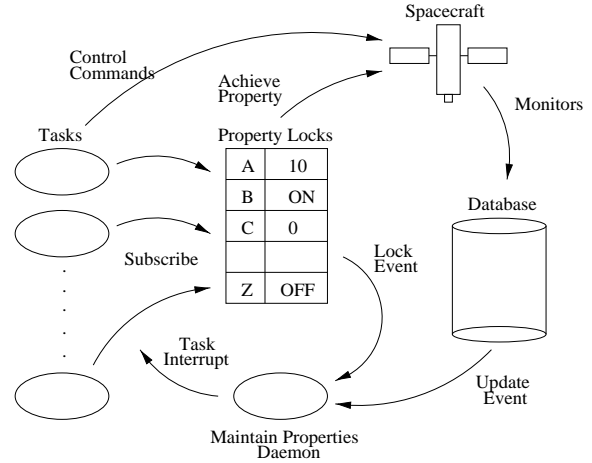 Spacecraft
Control
Commands
Achieve
Property
Monitors
Tasks
Property Locks
A 10
B ON
C 0
Z OFF
Database
Subscribe
Lock
Event
Task
Interrupt
Update
Event
Maintain Properties
Daemon